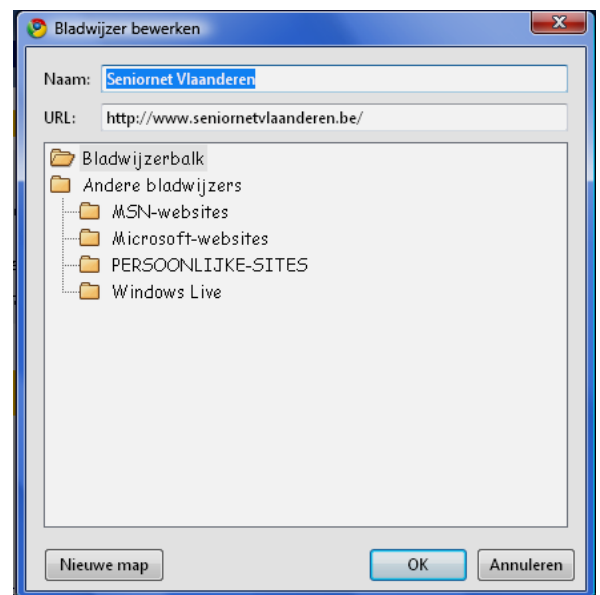 Bladwijzer bewerken
Naam: Seniornet Vlaanderen
URL: http://www.seniornetvlaanderen.be/
Bladwijzerbalk
Andere bladwijzers
MSN-websites
Microsoft-websites
PERSOONLIJKE-SITES
Windows Live
Nieuwe map OK Annuleren